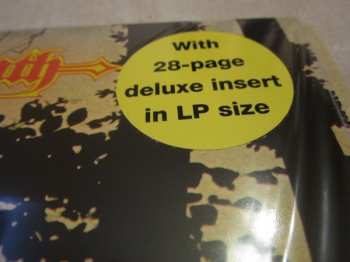 With
28-page
deluxe insert
in LP size